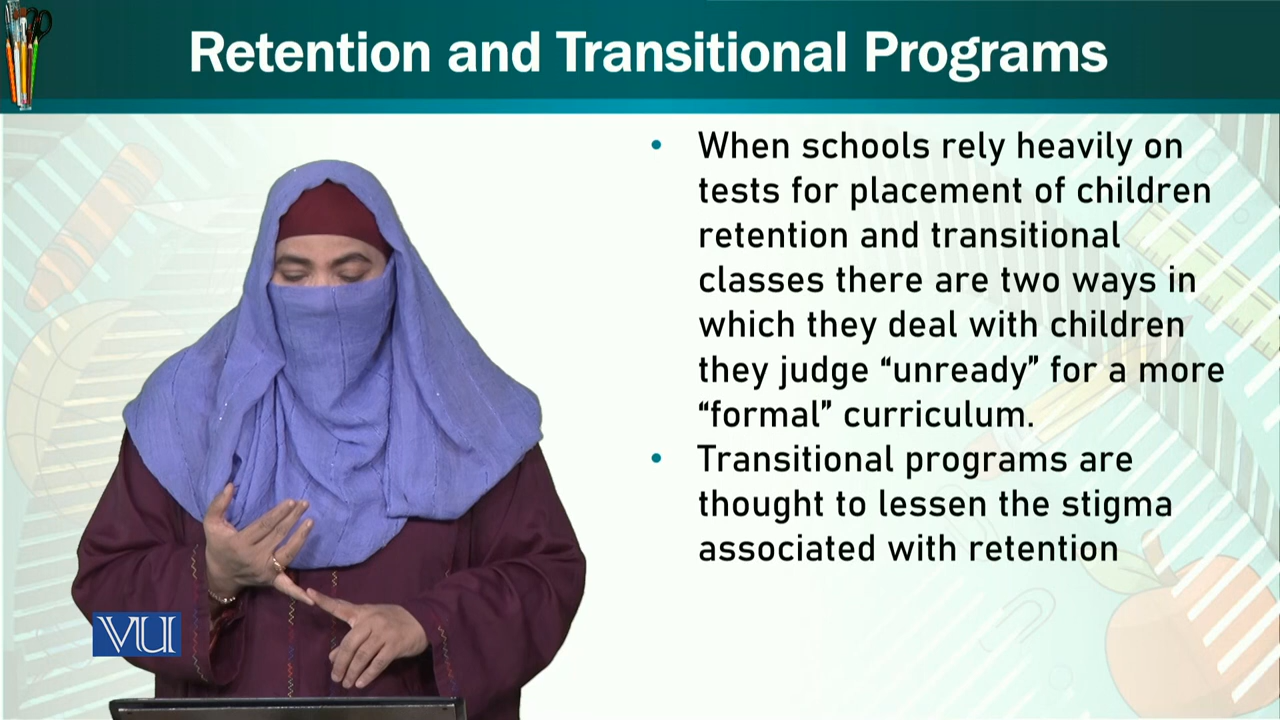 Retention and Transitional Programs
• When schools rely heavily on
tests for placement of children
retention and transitional
classes there are two ways in
which they deal with children
they judge “unready” for a more
“formal” curriculum.
• Transitional programs are
thought to lessen the stigma
associated with retention
VU